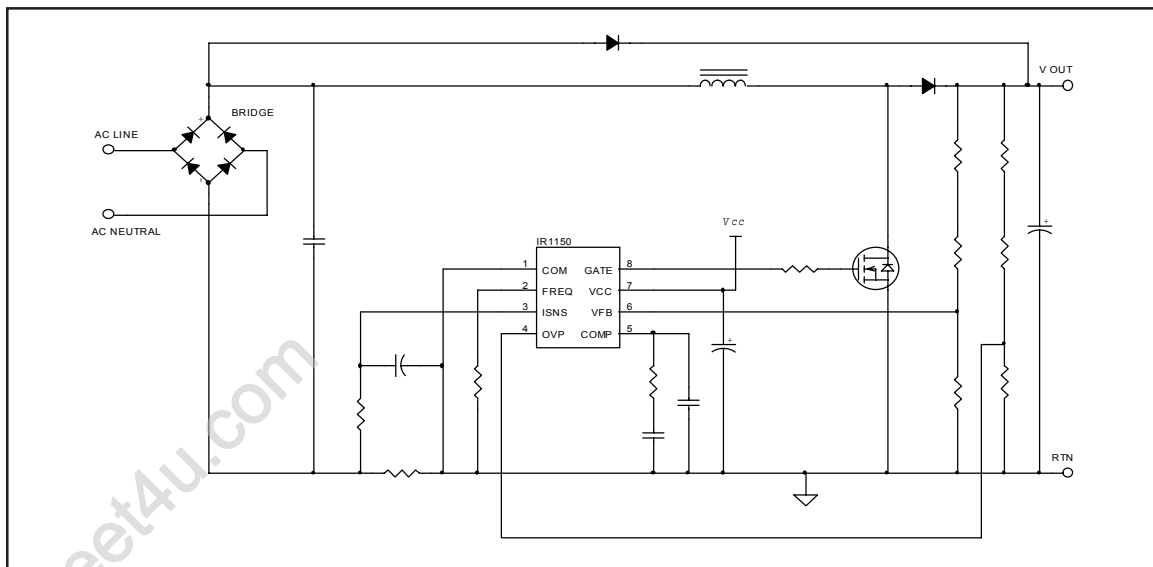 V OUT
BRIDGE
AC LINE
AC NEUTRAL
Vcc
IR1150
1 COM GATE 8
2 FREQ VCC 7
3 ISNS VFB 6
4 OVP COMP 5
RTN
eet4u.com